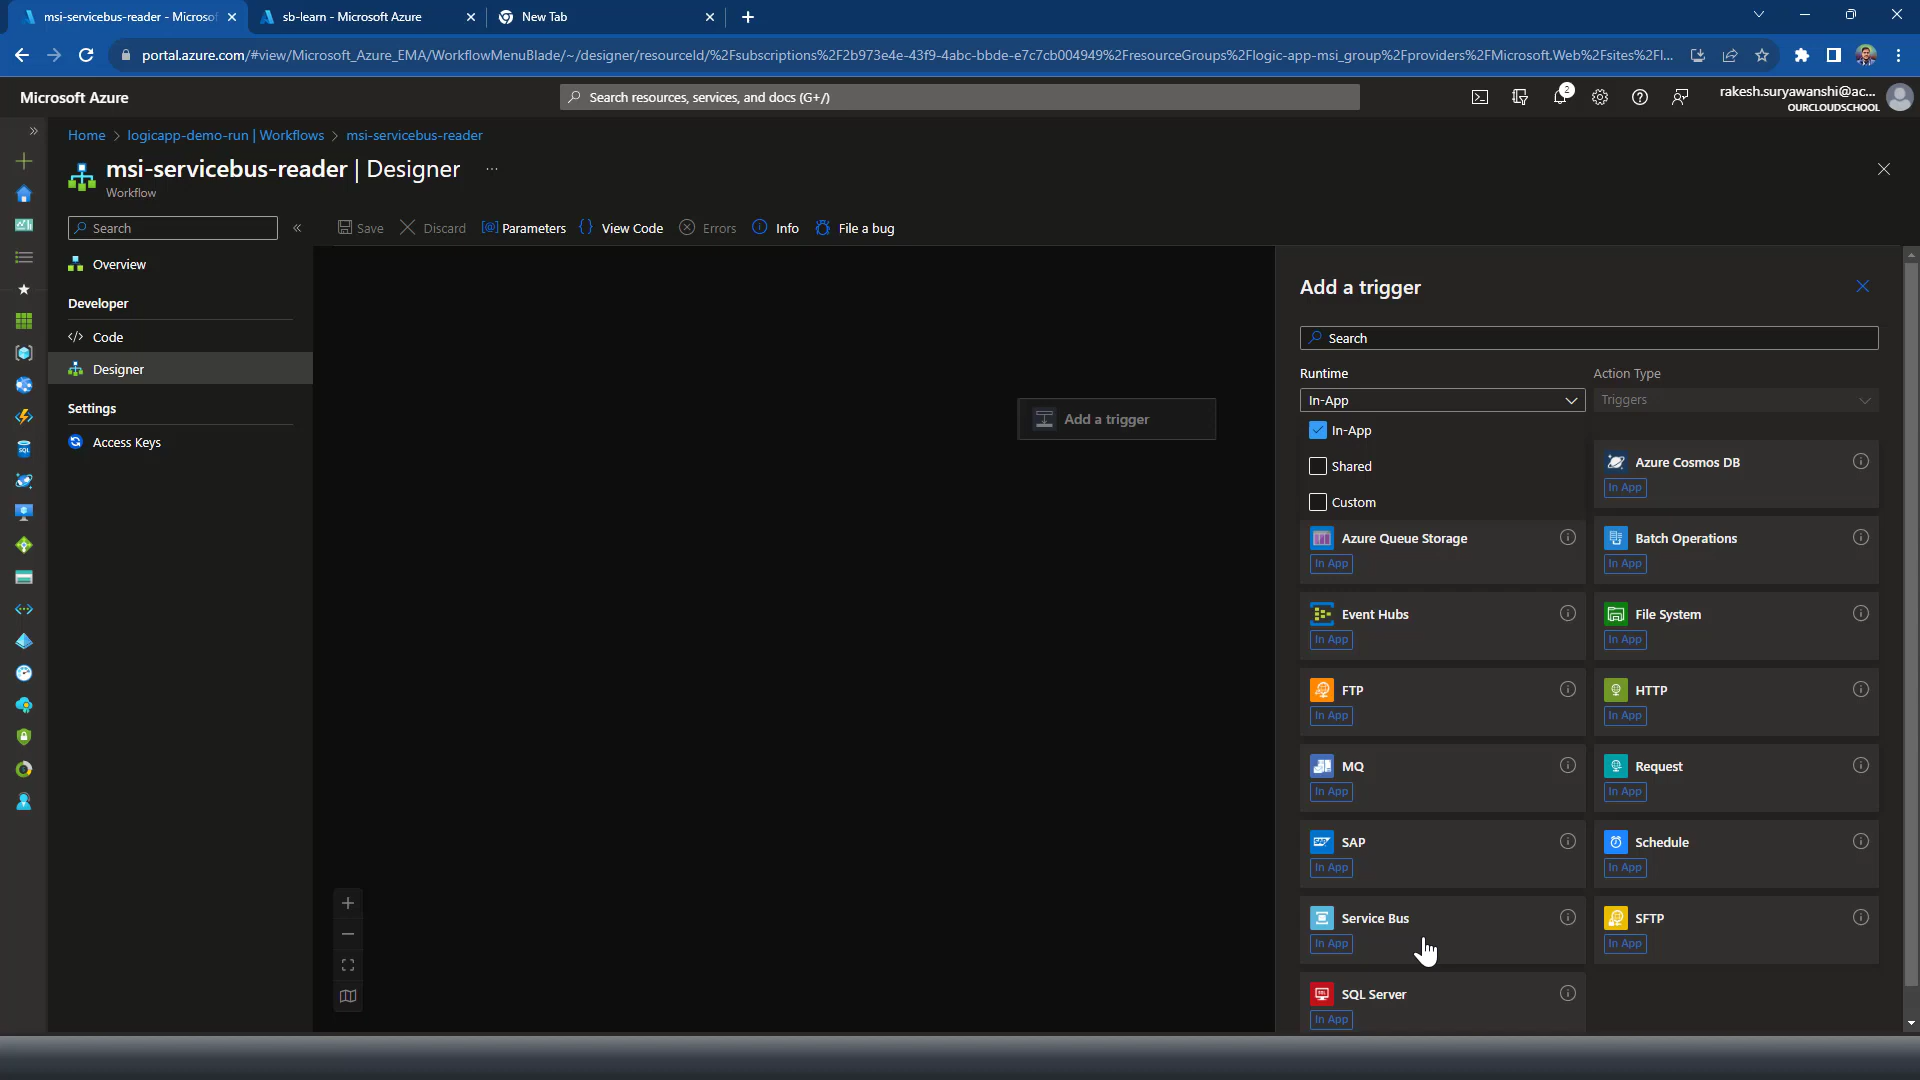 msi-servicebus-reader - Microso
sb-learn - Microsoft Azure
New Tab
portal.azure.com/#view/Microsoft_Azure_EMA/WorkflowMenuBlade/~/designer/resourceId/%2Fsubscriptions%2F2b973e4e-43f9-4abc-bbde-e7c7cb004949%2FresourceGroups%2Flogic-app-msi_group%2Fproviders%2FMicrosoft.Web%2Fsites%2Fl...
Microsoft Azure
Search resources, services, and docs (G+/)
2
rakesh.suryawanshi@ac...
OURCLOUDSCHOOL
Home > logicapp-demo-run | Workflows > msi-servicebus-reader
msi-servicebus-reader | Designer ...
Workflow
Search
Save
Discard
Parameters
View Code
Errors
Info
File a bug
Overview
Developer
Code
Designer
Settings
Access Keys
Add a trigger
Add a trigger
Search
Runtime
Action Type
In-App
Triggers
In-App
Shared
Custom
Azure Cosmos DB
In App
Azure Queue Storage
In App
Batch Operations
In App
Event Hubs
In App
File System
In App
FTP
In App
HTTP
In App
MQ
In App
Request
In App
SAP
In App
Schedule
In App
Service Bus
In App
SFTP
In App
SQL Server
In App